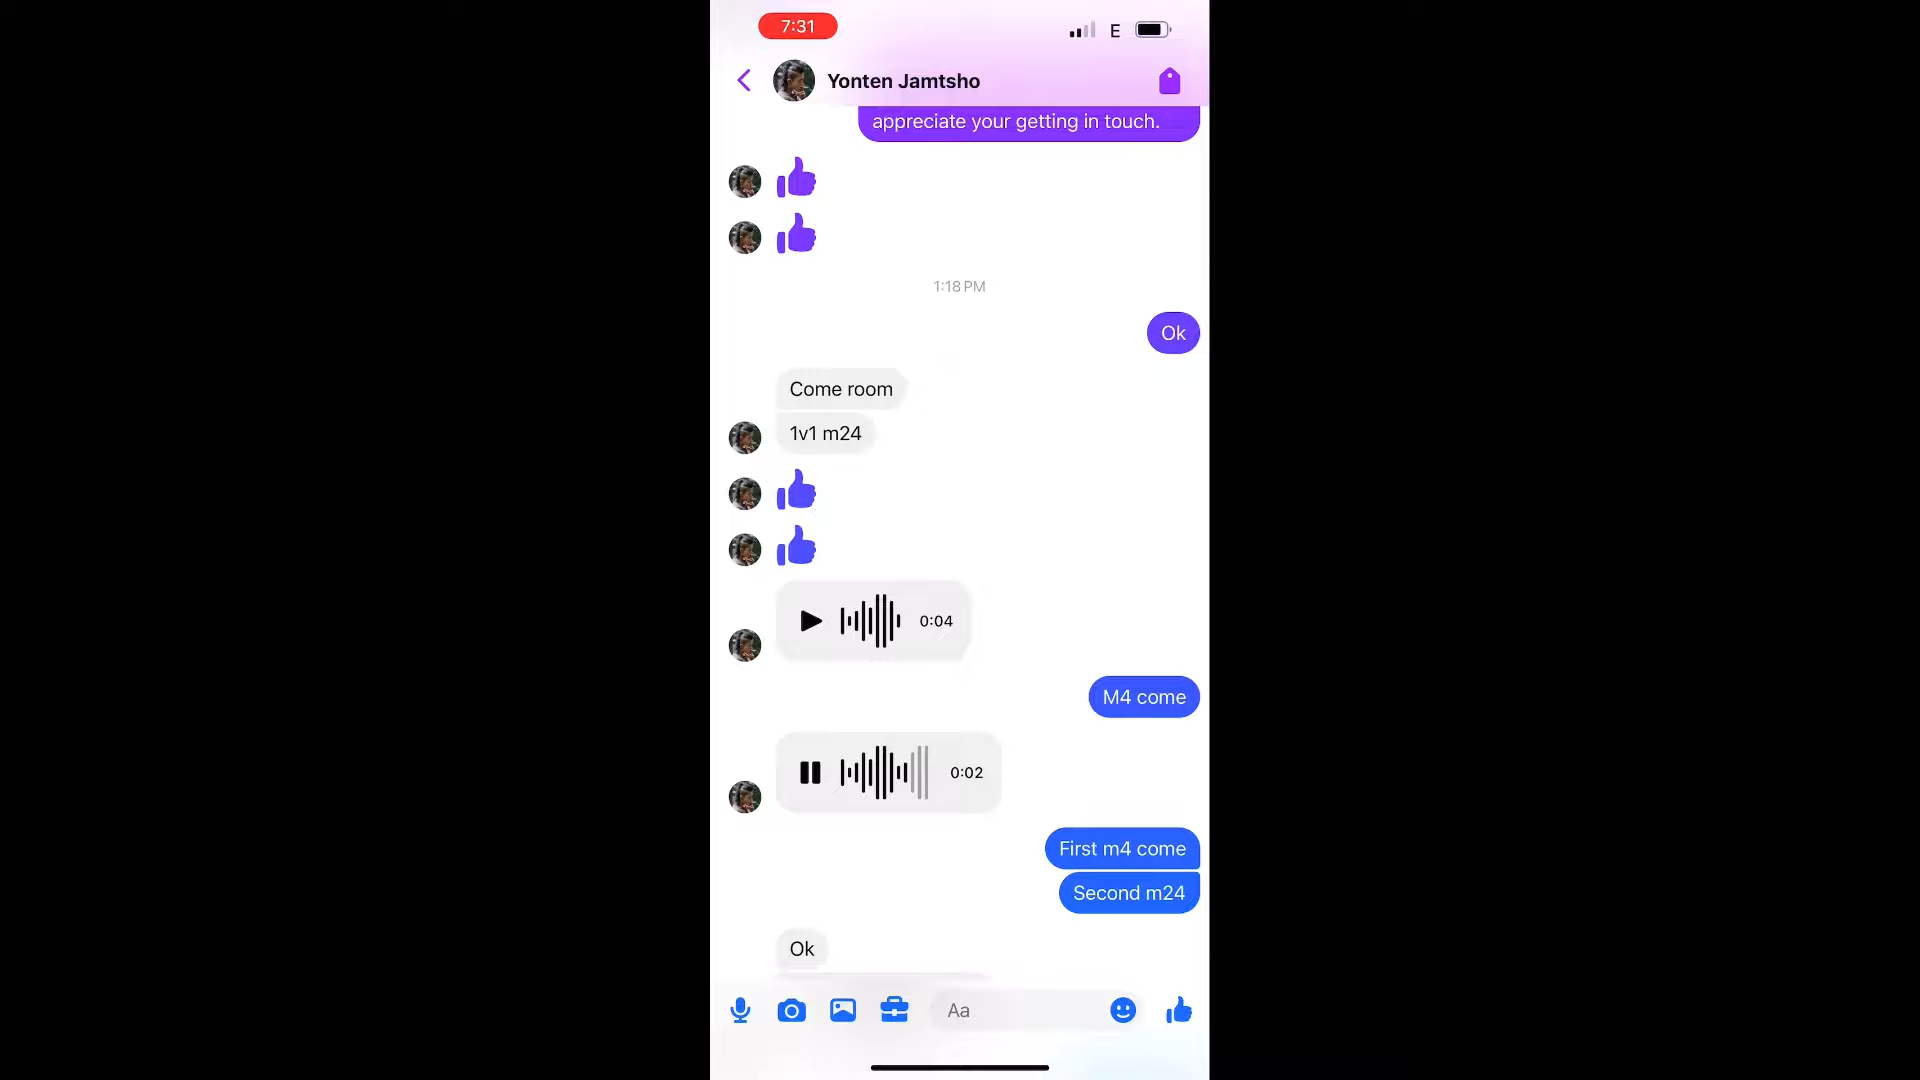 7:31
E
Yonten Jamtsho
appreciate your getting in touch.
1:18 PM
Ok
Come room
1v1 m24
0:04
M4 come
0:02
First m4 come
Second m24
Ok
Aa